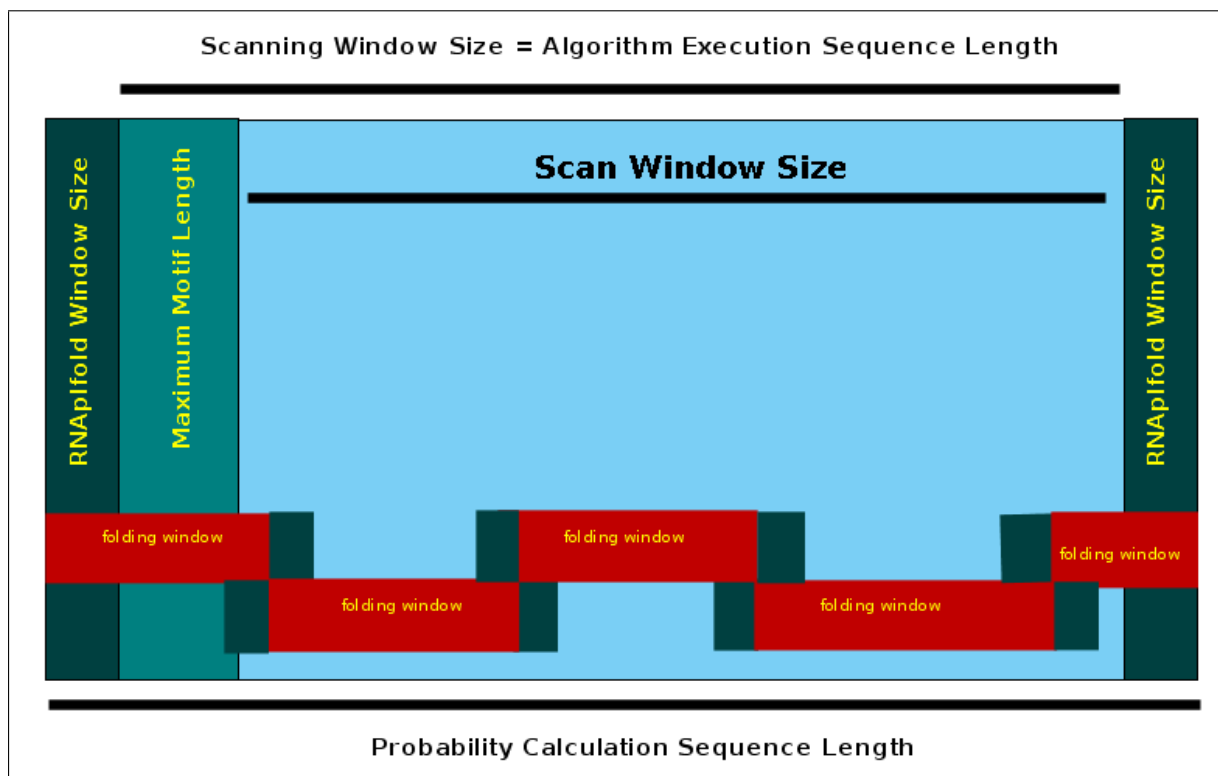 Scanning Window Size = Algorithm Execution Sequence Length
RNAplfold Window Size
Maximum Motif Length
Scan Window Size
RNAplfold Window Size
folding window
folding window
folding window
folding window
folding window
Probability Calculation Sequence Length